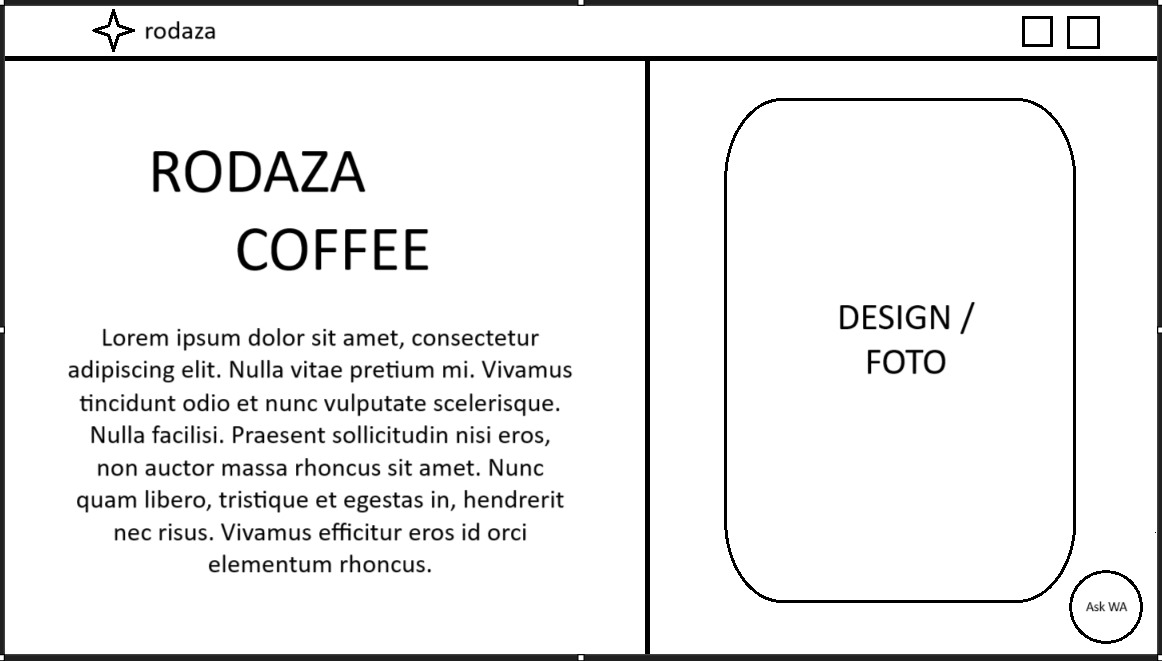 rodaza
RODAZA
COFFEE
Lorem ipsum dolor sit amet, consectetur
adipiscing elit. Nulla vitae pretium mi. Vivamus
tincidunt odio et nunc vulputate scelerisque.
Nulla facilisi. Praesent sollicitudin nisi eros,
non auctor massa rhoncus sit amet. Nunc
quam libero, tristique et egestas in, hendrerit
nec risus. Vivamus efficitur eros id orci
elementum rhoncus.
DESIGN /
FOTO
Ask WA